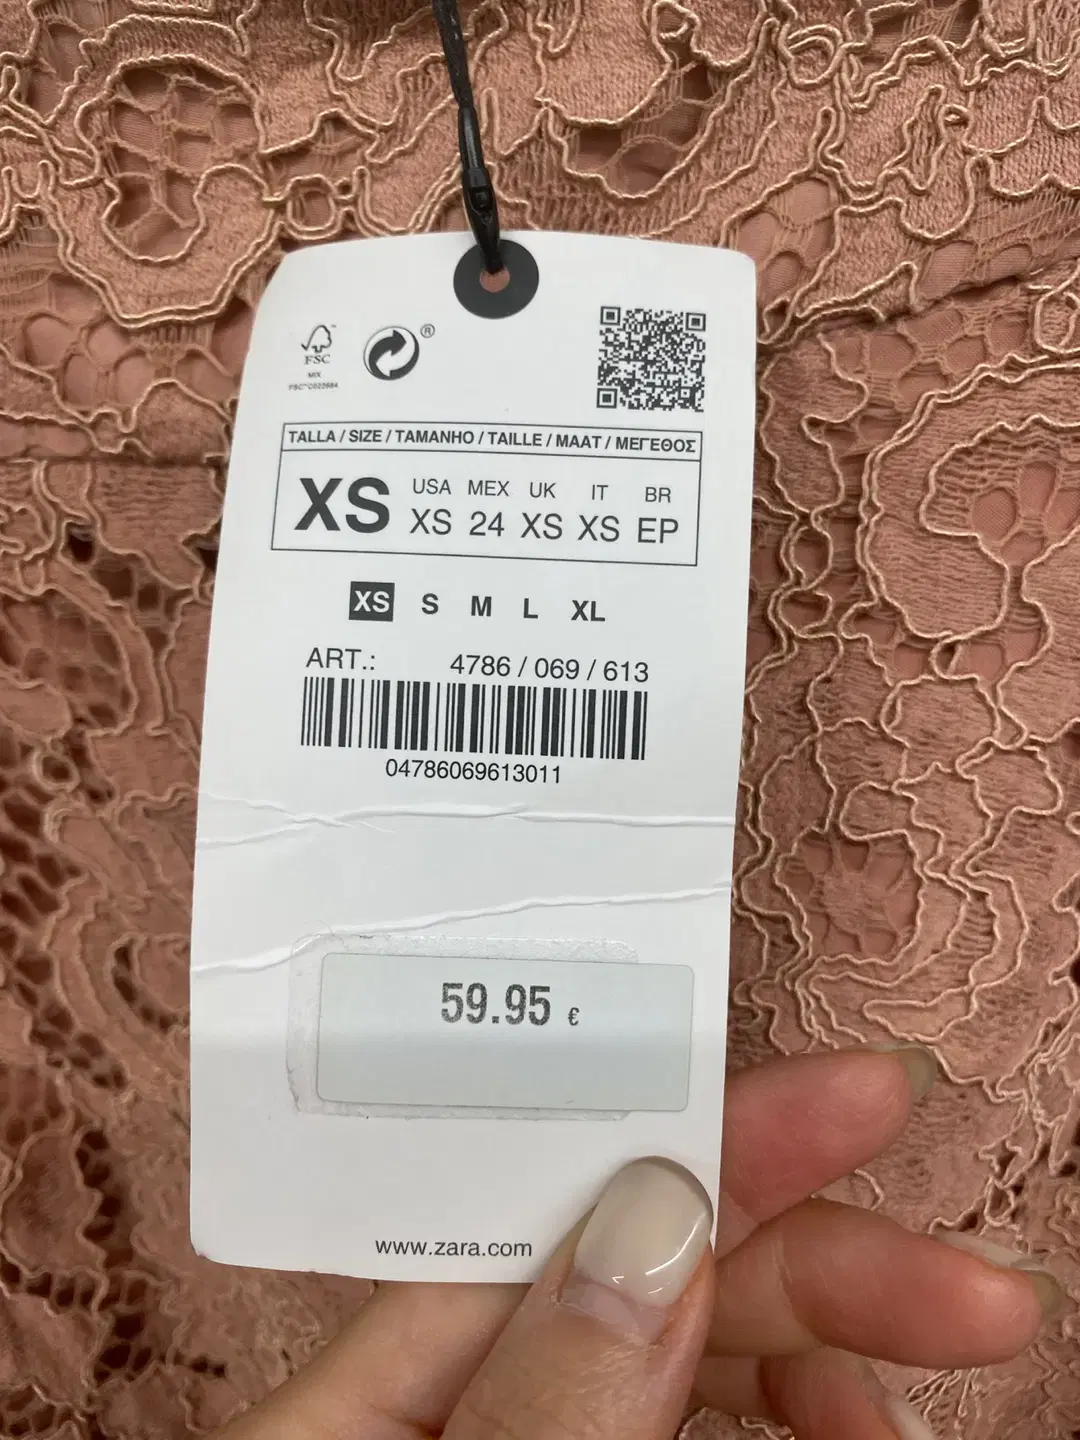 FSC
MIX
®
TALLA / SIZE / TAMANHO / TAILLE / MAAT / ΜΕΓΕΘΟΣ
XS USA MEX UK IT BR
XS 24 XS XS EP
XS S M L XL
ART.: 4786 / 069 / 613
04786069613011
59.95 €
www.zara.com